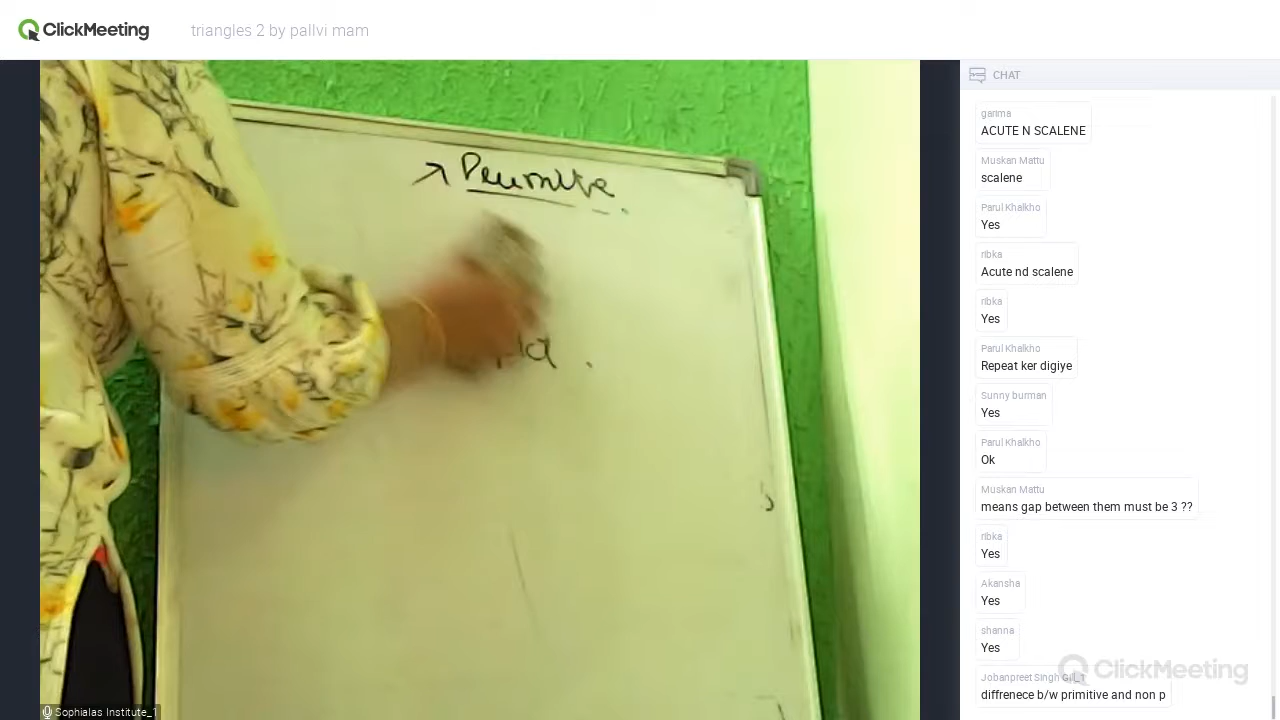 ClickMeeting
triangles 2 by pallvi mam
CHAT
garima
ACUTE N SCALENE
Muskan Mattu
scalene
Parul Khalkho
Yes
ribka
Acute nd scalene
ribka
Yes
Parul Khalkho
Repeat ker digiye
Sunny burman
Yes
Parul Khalkho
Ok
Muskan Mattu
means gap between them must be 3 ??
ribka
Yes
Akansha
Yes
shanna
Yes
Jobanpreet Singh Gill_1
diffrenece b/w primitive and non p
ClickMeeting
Sophialas Institute_1